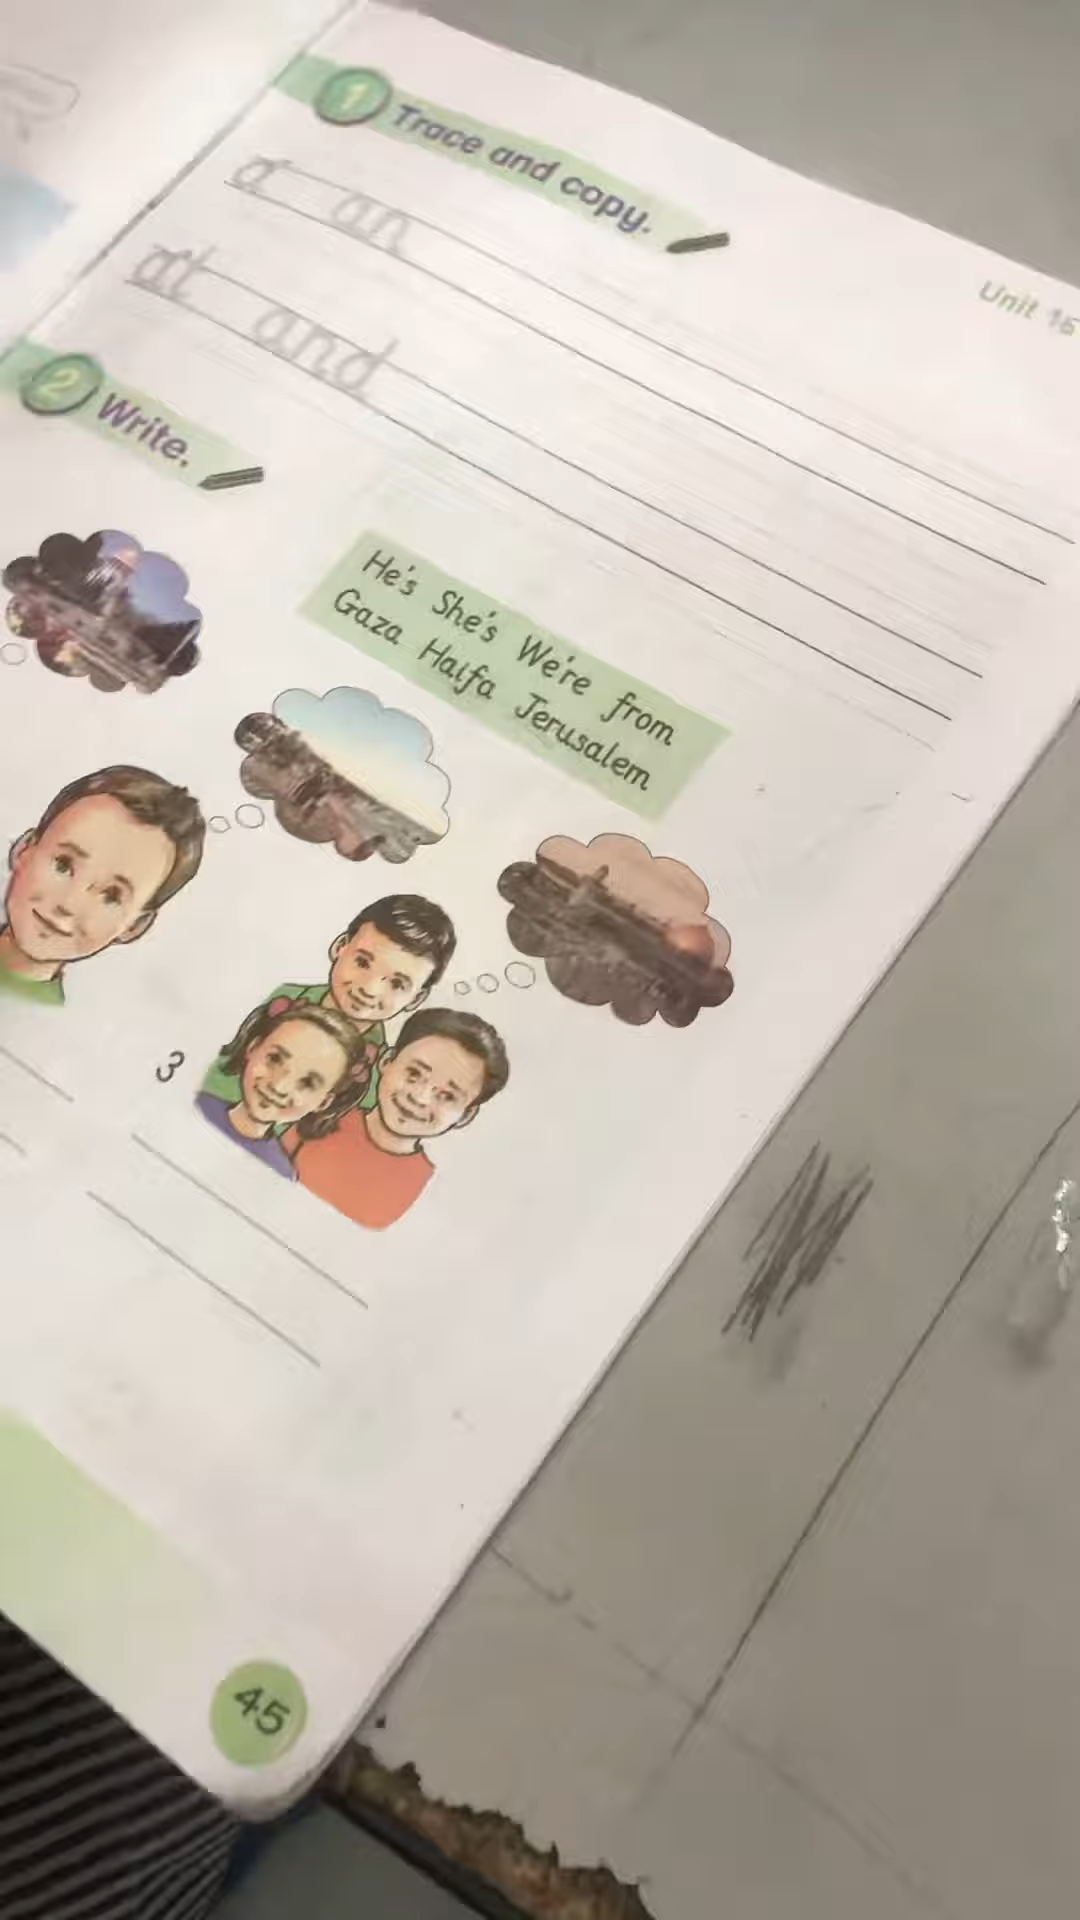 1 Trace and copy.
Unit 16
a an
at and
2 Write.
He's She's We're from
Gaza Haifa Jerusalem
3
45